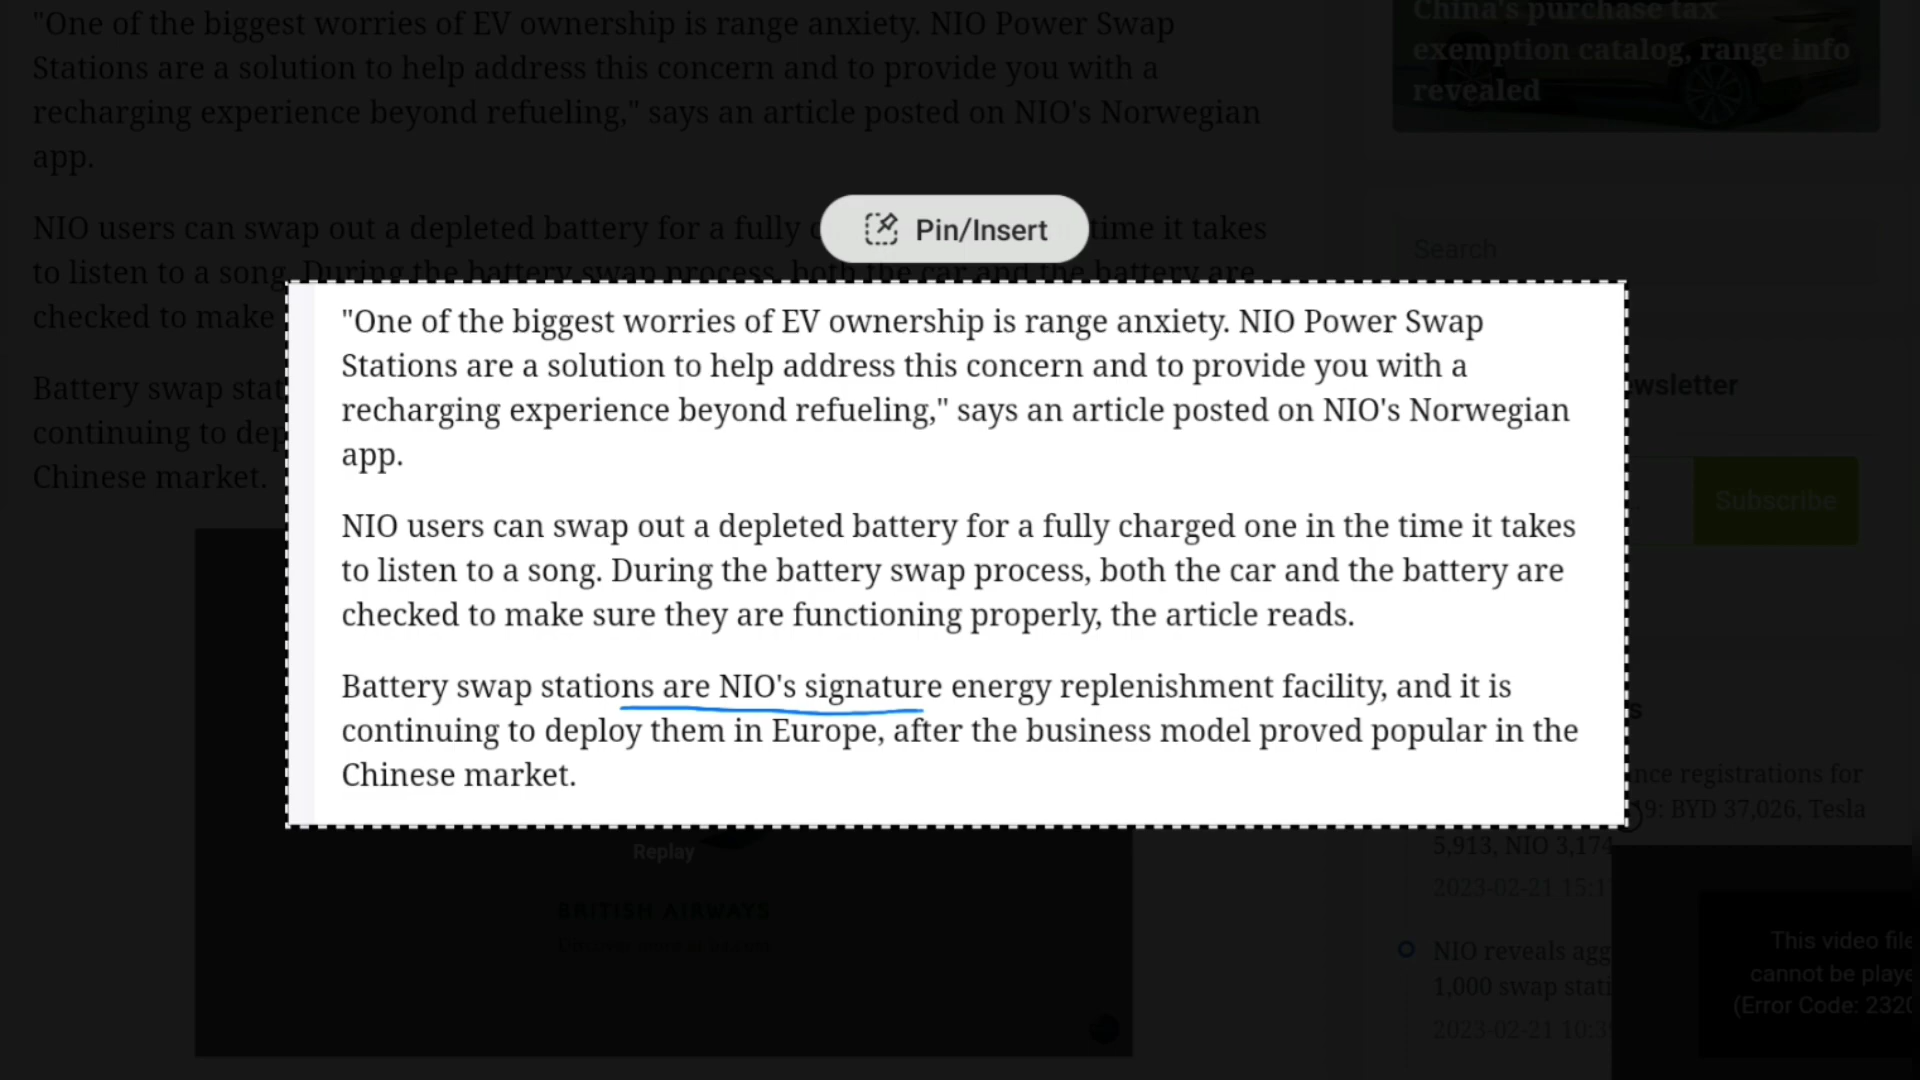 "One of the biggest worries of EV ownership is range anxiety. NIO Power Swap
Stations are a solution to help address this concern and to provide you with a
recharging experience beyond refueling," says an article posted on NIO's Norwegian
app.
NIO users can swap out a depleted battery for a fully
time it takes
to listen to a song. During the battery swap process, both the car and the battery are
checked to make
Battery swap stat
continuing to dep
Chinese market.
Pin/Insert
"One of the biggest worries of EV ownership is range anxiety. NIO Power Swap
Stations are a solution to help address this concern and to provide you with a
recharging experience beyond refueling," says an article posted on NIO's Norwegian
app.
NIO users can swap out a depleted battery for a fully charged one in the time it takes
to listen to a song. During the battery swap process, both the car and the battery are
checked to make sure they are functioning properly, the article reads.
Battery swap stations are NIO's signature energy replenishment facility, and it is
continuing to deploy them in Europe, after the business model proved popular in the
Chinese market.
Replay
BRITISH AIRWAYS
China's purchase tax
exemption catalog, range info
revealed
Search
wsletter
Subscribe
s
nce registrations for
19: BYD 37,026, Tesla
5,913, NIO 3,174
2023-02-21 15:1
NIO reveals agg
1,000 swap stati
2023-02-21 10:3
This video file
cannot be playe
(Error Code: 2320